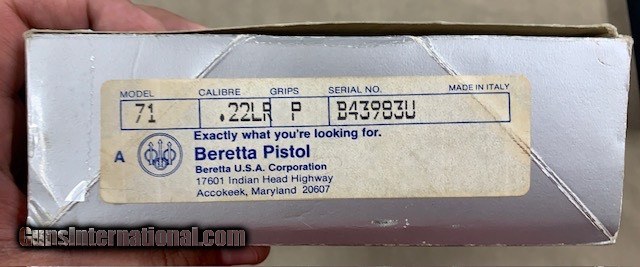 MODEL CALIBRE GRIPS SERIAL NO. MADE IN ITALY
71 .22LR P B43983U
Exactly what you're looking for.
A
Beretta Pistol
Beretta U.S.A. Corporation
17601 Indian Head Highway
Accokeek, Maryland 20607
GunsInternational.com